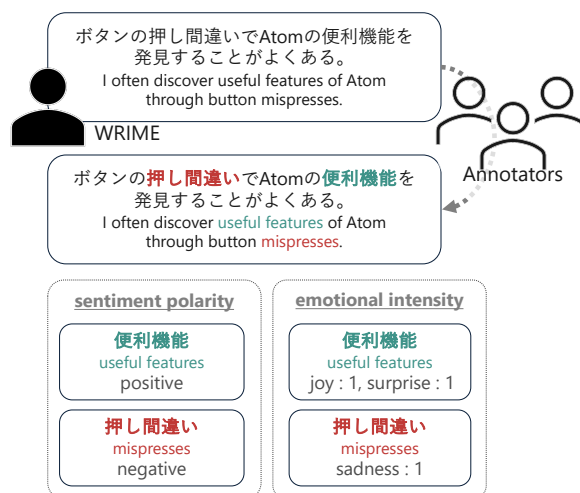 ボタンの押し間違いでAtomの便利機能を
発見することがよくある。
I often discover useful features of Atom
through button mispresses.
WRIME
Annotators
ボタンの押し間違いでAtomの便利機能を
発見することがよくある。
I often discover useful features of Atom
through button mispresses.
sentiment polarity
便利機能
useful features
positive
押し間違い
mispresses
negative
emotional intensity
便利機能
useful features
joy : 1, surprise : 1
押し間違い
mispresses
sadness : 1